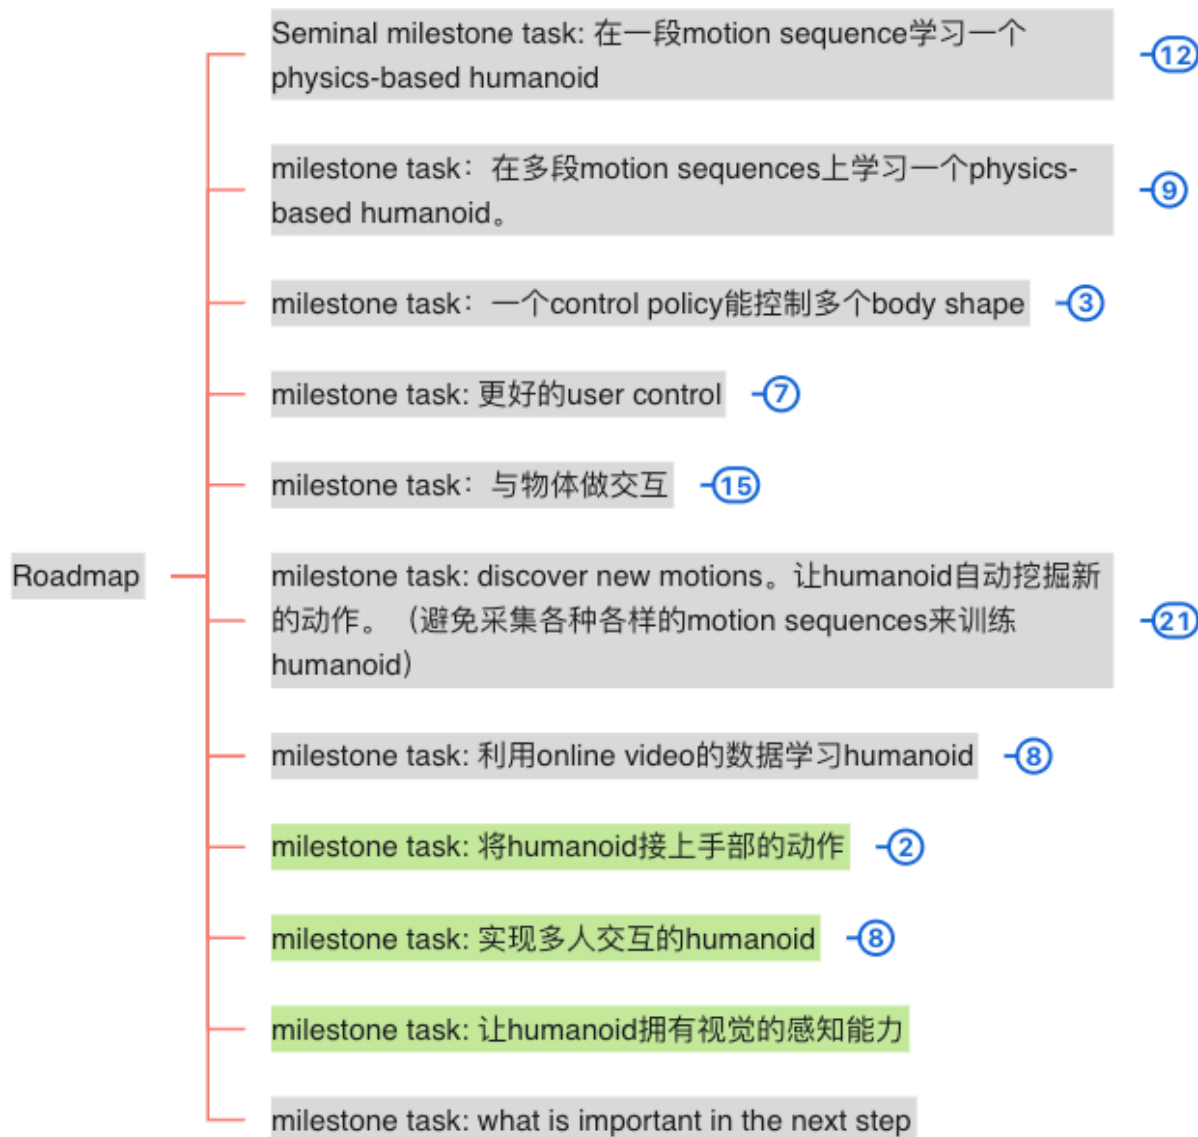 Seminal milestone task: 在一段motion sequence学习一个
physics-based humanoid
12
milestone task：在多段motion sequences上学习一个physics-
based humanoid。
9
milestone task：一个control policy能控制多个body shape
3
milestone task: 更好的user control
7
milestone task：与物体做交互
15
Roadmap
milestone task: discover new motions。让humanoid自动挖掘新
的动作。（避免采集各种各样的motion sequences来训练
humanoid）
21
milestone task: 利用online video的数据学习humanoid
8
milestone task: 将humanoid接上手部的动作
2
milestone task: 实现多人交互的humanoid
8
milestone task: 让humanoid拥有视觉的感知能力
milestone task: what is important in the next step